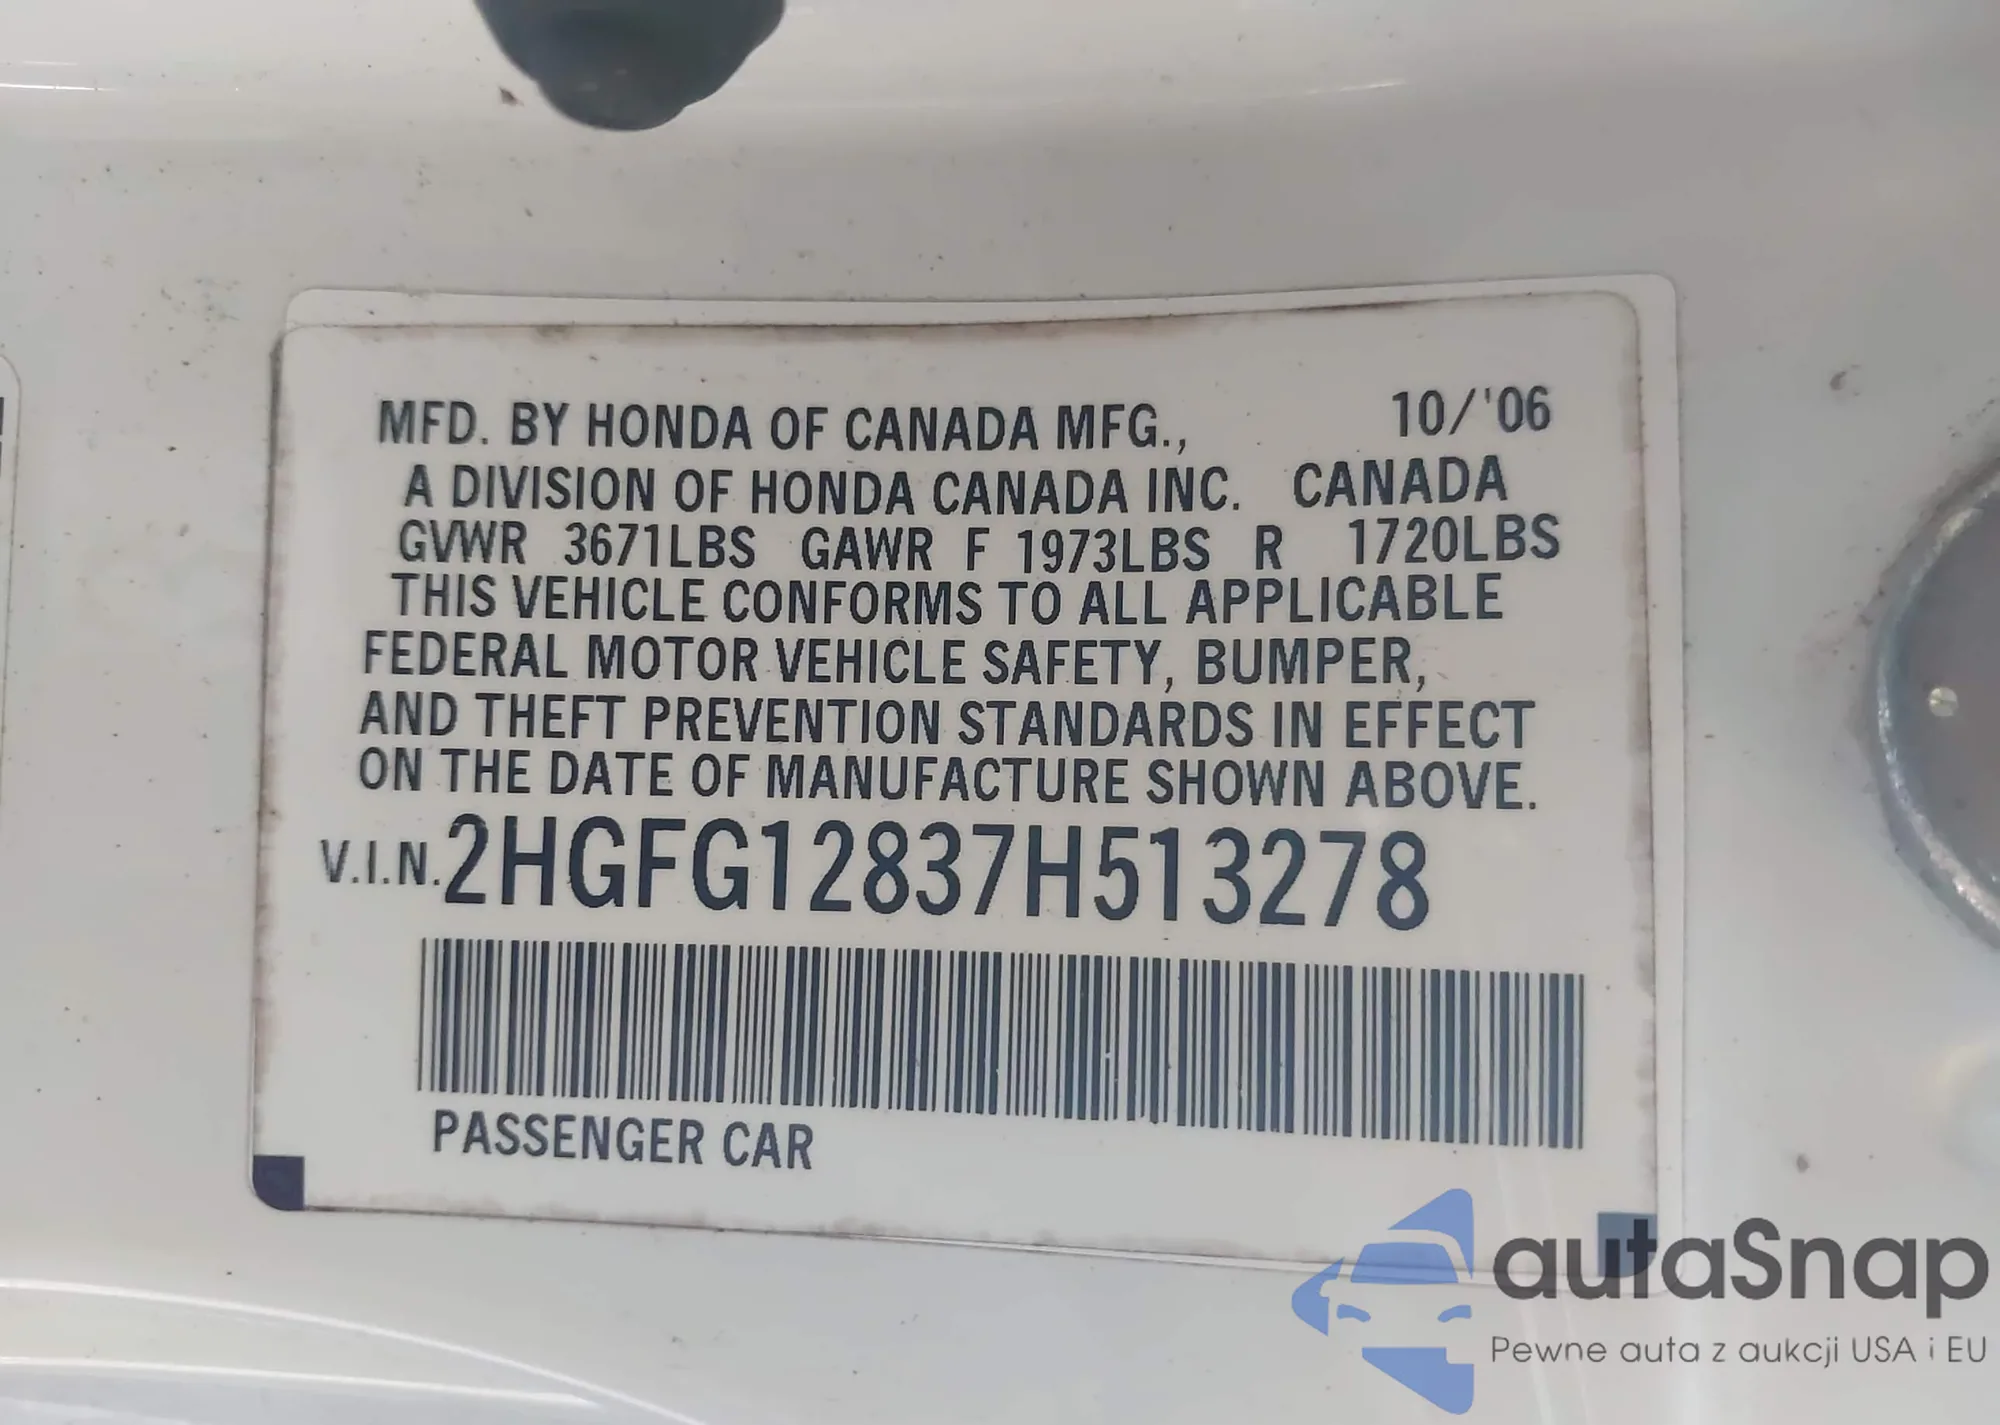 MFD. BY HONDA OF CANADA MFG., 10/'06
A DIVISION OF HONDA CANADA INC. CANADA
GVWR 3671LBS GAWR F 1973LBS R 1720LBS
THIS VEHICLE CONFORMS TO ALL APPLICABLE
FEDERAL MOTOR VEHICLE SAFETY, BUMPER,
AND THEFT PREVENTION STANDARDS IN EFFECT
ON THE DATE OF MANUFACTURE SHOWN ABOVE.
V.I.N. 2HGFG12837H513278
PASSENGER CAR
autaSnap
Pewne auta z aukcji USA i EU